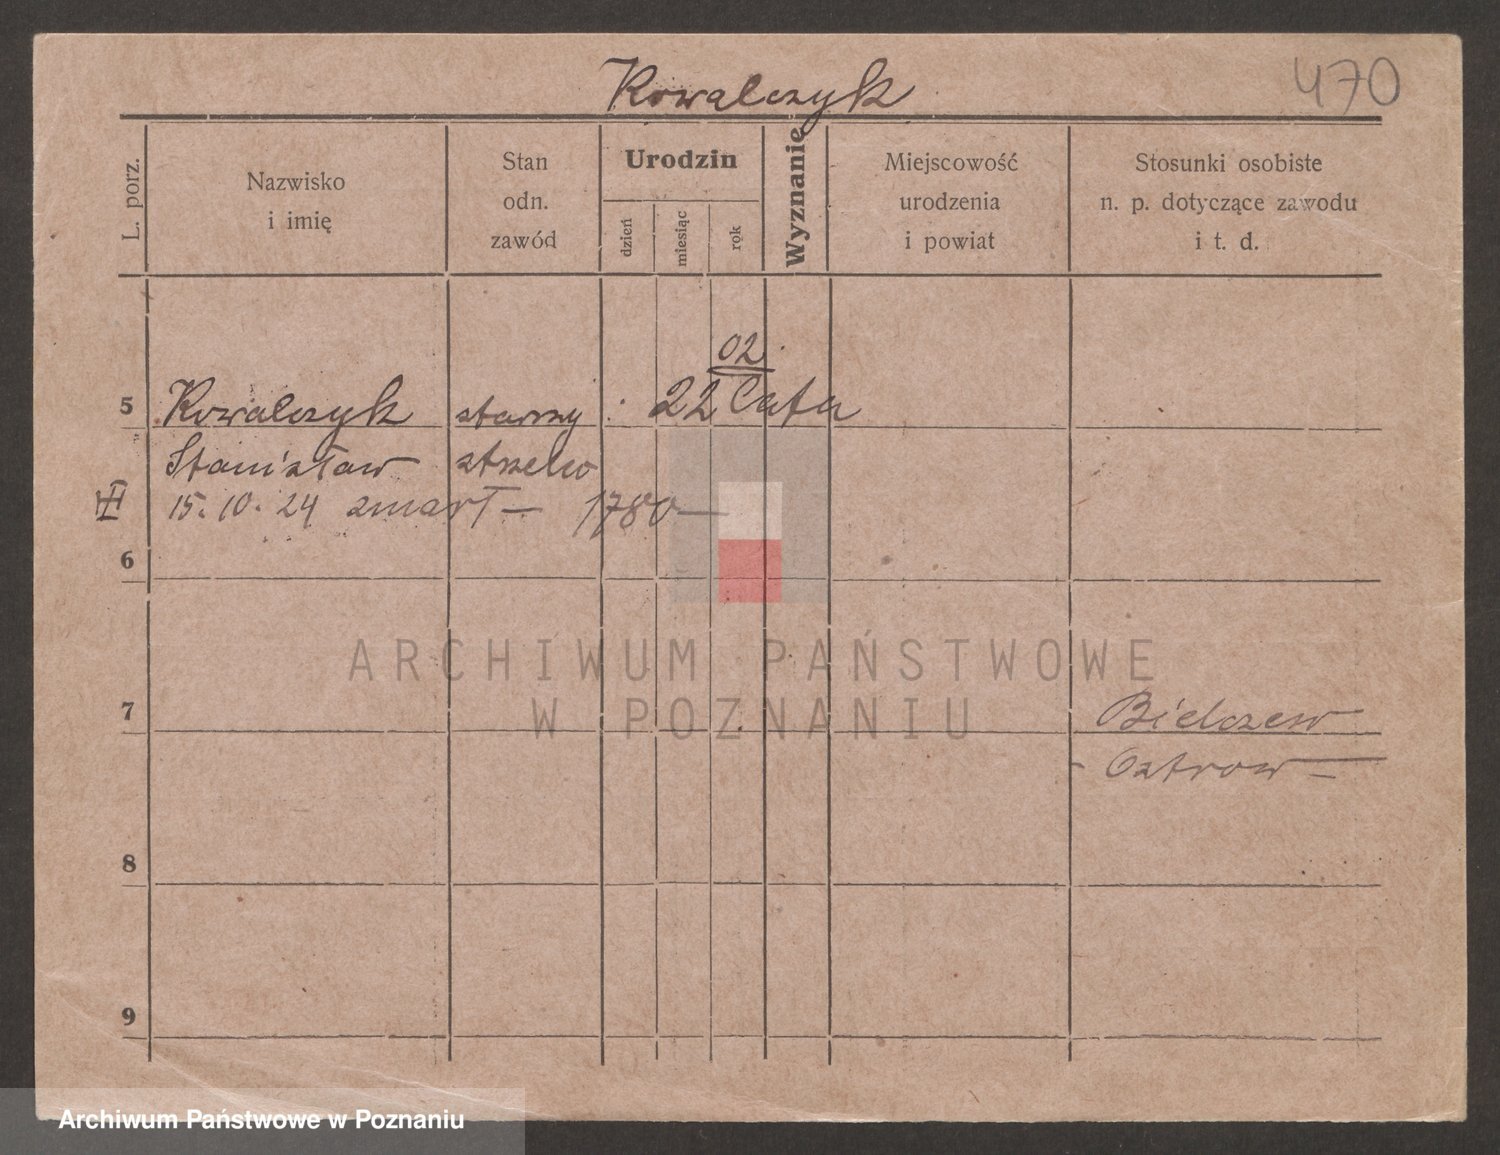 Kowalczyk
470
L. porz.
Nazwisko
i imię
Stan
odn.
zawód
Urodzin
dzień
miesiąc
rok
Wyznanie
Miejscowość
urodzenia
i powiat
Stosunki osobiste
n. p. dotyczące zawodu
i t. d.
02
5 Kowalczyk starszy 22 lata
Stanisław strzelec
15. 10. 24 zmarł — 1780 —
6
ARCHIWUM PAŃSTWOWE
W POZNANIU
7 Bielczew
Ostrow —
8
9
Archiwum Państwowe w Poznaniu